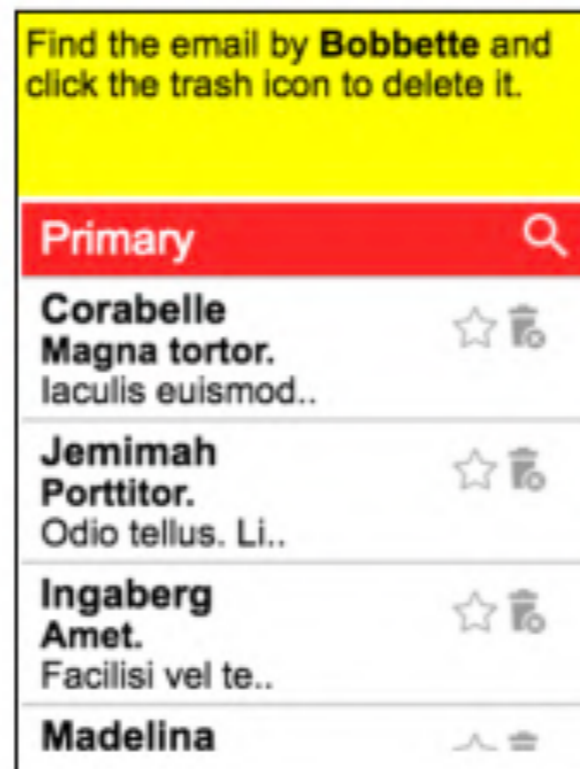 Find the email by Bobbette and
click the trash icon to delete it.
Primary
Corabelle
Magna tortor.
Iaculis euismod..
Jemimah
Porttitor.
Odio tellus. Li..
Ingaberg
Amet.
Facilisi vel te..
Madelina